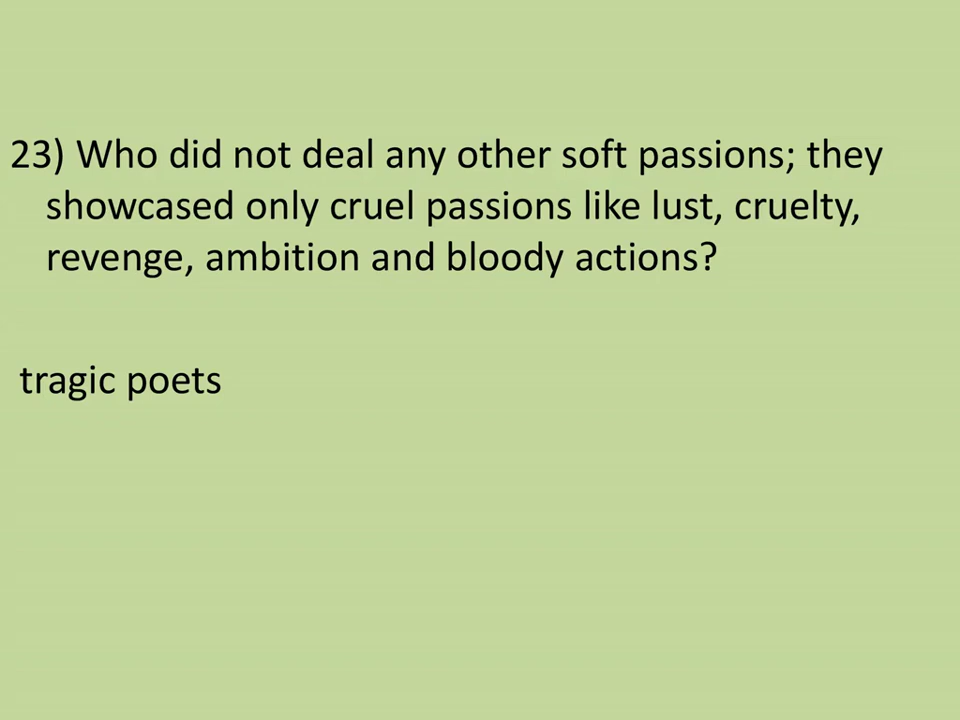 23) Who did not deal any other soft passions; they
showcased only cruel passions like lust, cruelty,
revenge, ambition and bloody actions?
tragic poets